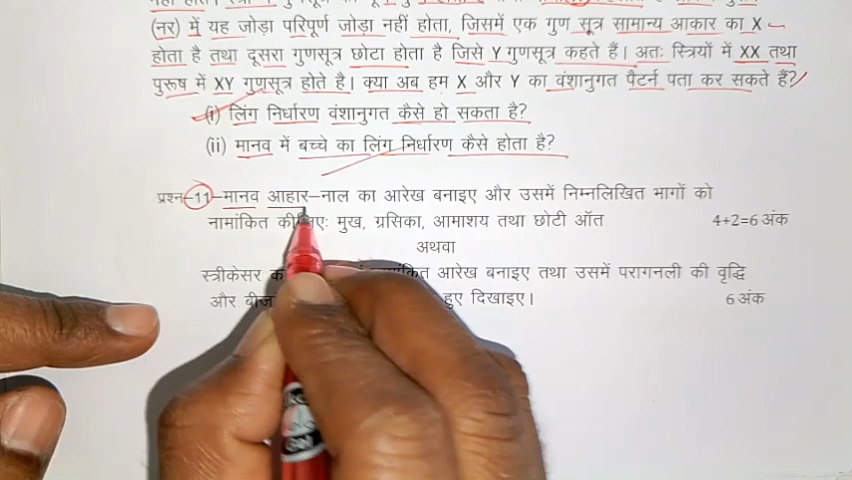 (नर) में यह जोड़ा परिपूर्ण जोड़ा नहीं होता, जिसमें एक गुण सूत्र सामान्य आकार का X
होता है तथा दूसरा गुणसूत्र छोटा होता है जिसे Y गुणसूत्र कहते हैं। अतः स्त्रियों में XX तथा
पुरूष में XY गुणसूत्र होते है। क्या अब हम X और Y का वंशानुगत पैटर्न पता कर सकते हैं?
(i) लिंग निर्धारण वंशानुगत कैसे हो सकता है?
(ii) मानव में बच्चे का लिंग निर्धारण कैसे होता है?
प्रश्न–11–मानव आहार–नाल का आरेख बनाइए और उसमें निम्नलिखित भागों को
नामांकित कीजिए: मुख, ग्रसिका, आमाशय तथा छोटी ऑत 4+2=6 अंक
अथवा
स्त्रीकेसर आरेख बनाइए तथा उसमें परागनली की वृद्धि
और बीज हुए दिखाइए। 6 अंक